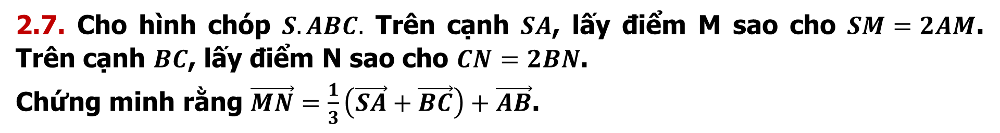 2.7. Cho hình chóp S.ABC. Trên cạnh SA, lấy điểm M sao cho SM = 2AM.
Trên cạnh BC, lấy điểm N sao cho CN = 2BN.
Chứng minh rằng $\overrightarrow{MN} = \frac{1}{3}(\overrightarrow{SA} + \overrightarrow{BC}) + \overrightarrow{AB}$.